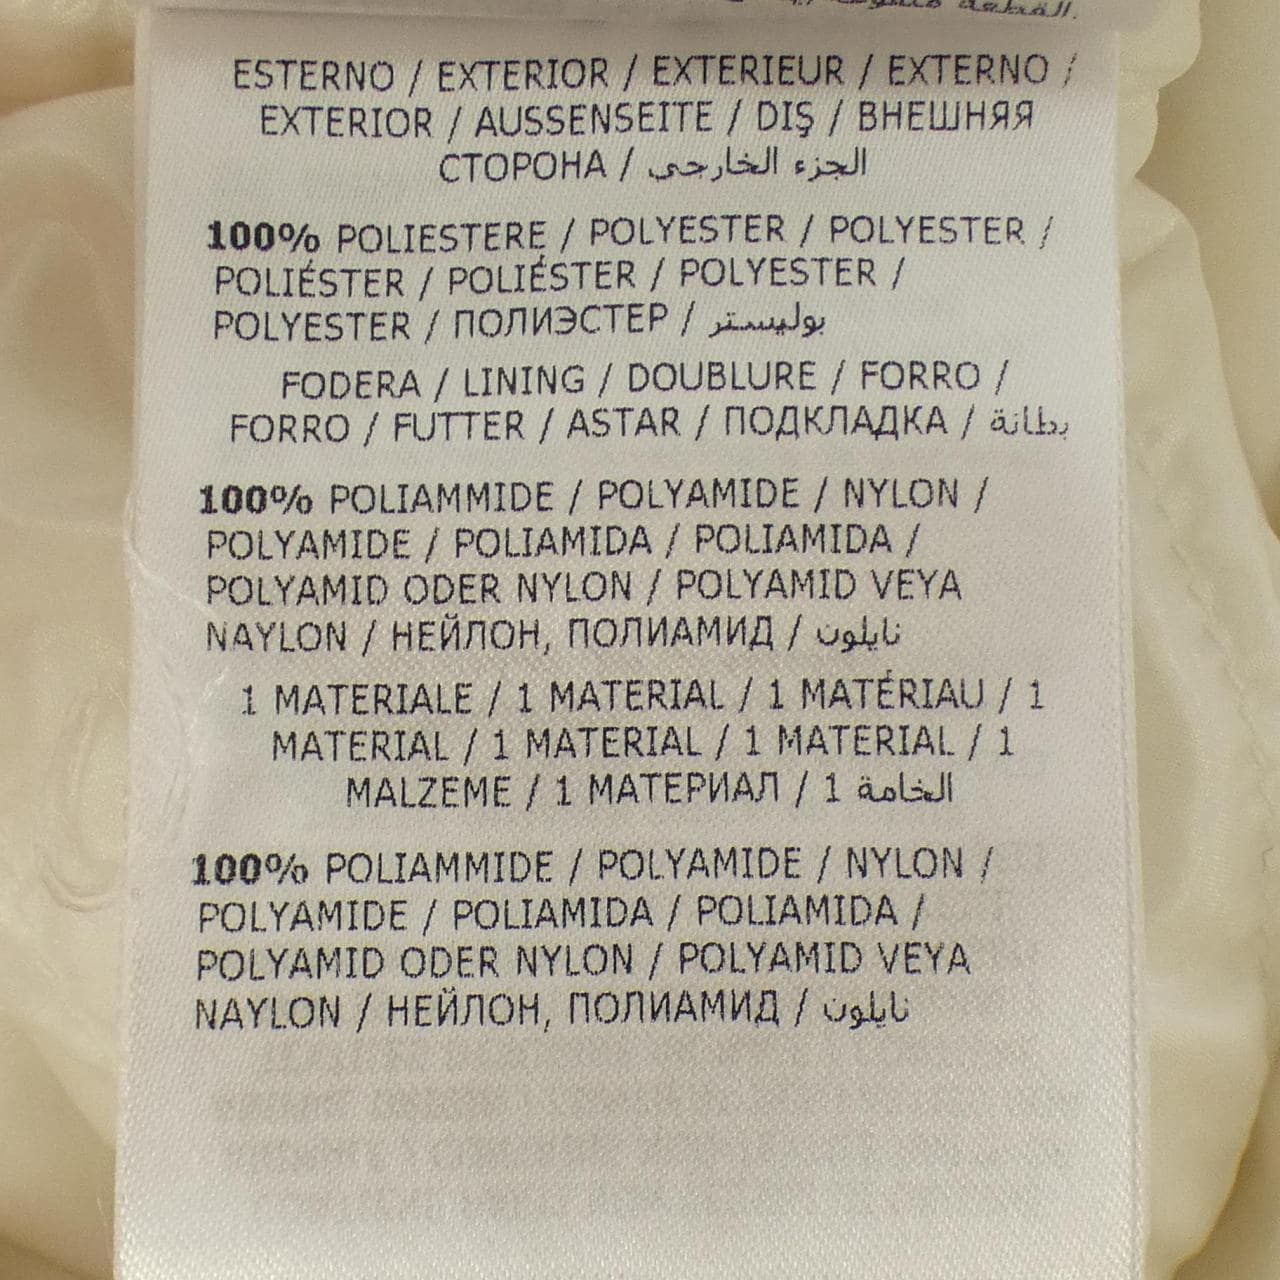 القطعة
ESTERNO / EXTERIOR / EXTERIEUR / EXTERNO /
EXTERIOR / AUSSENSEITE / DIŞ / ВНЕШНЯЯ
СТОРОНА / الجزء الخارجي
100% POLIESTERE / POLYESTER / POLYESTER /
POLIÉSTER / POLIÉSTER / POLYESTER /
POLYESTER / ПОЛИЭСТЕР / بوليستر
FODERA / LINING / DOUBLURE / FORRO /
FORRO / FUTTER / ASTAR / ПОДКЛАДКА / بطانة
100% POLIAMMIDE / POLYAMIDE / NYLON /
POLYAMIDE / POLIAMIDA / POLIAMIDA /
POLYAMID ODER NYLON / POLYAMID VEYA
NAYLON / НЕЙЛОН, ПОЛИАМИД / نايلون
1 MATERIALE / 1 MATERIAL / 1 MATÉRIAU / 1
MATERIAL / 1 MATERIAL / 1 MATERIAL / 1
MALZEME / 1 МАТЕРИАЛ / 1 الخامة
100% POLIAMMIDE / POLYAMIDE / NYLON /
POLYAMIDE / POLIAMIDA / POLIAMIDA /
POLYAMID ODER NYLON / POLYAMID VEYA
NAYLON / НЕЙЛОН, ПОЛИАМИД / نايلون